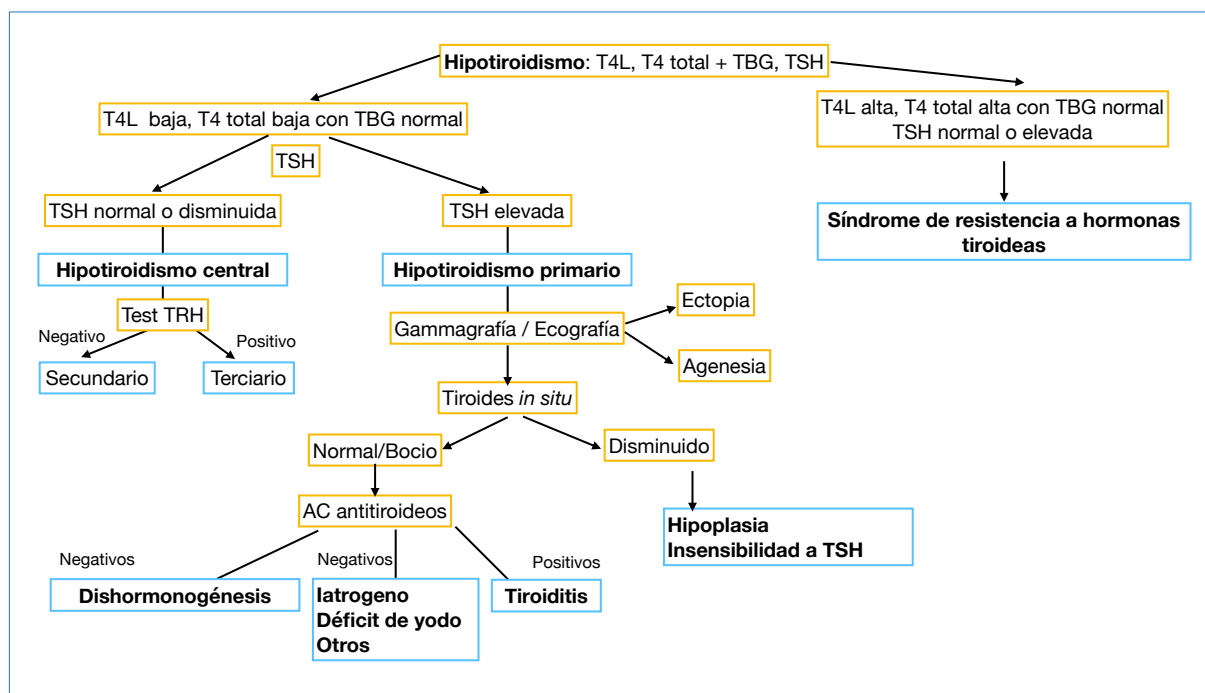 Hipotiroidismo: T4L, T4 total + TBG, TSH
T4L baja, T4 total baja con TBG normal
T4L alta, T4 total alta con TBG normal
TSH normal o elevada
TSH
TSH normal o disminuida
TSH elevada
Síndrome de resistencia a hormonas
tiroideas
Hipotiroidismo central
Hipotiroidismo primario
Test TRH
Negativo
Positivo
Secundario
Terciario
Gammagrafía / Ecografía
Ectopia
Agenesia
Tiroides in situ
Normal/Bocio
Disminuido
AC antitiroideos
Hipoplasia
Insensibilidad a TSH
Negativos
Negativos
Positivos
Dishormonogénesis
Iatrogeno
Déficit de yodo
Otros
Tiroiditis